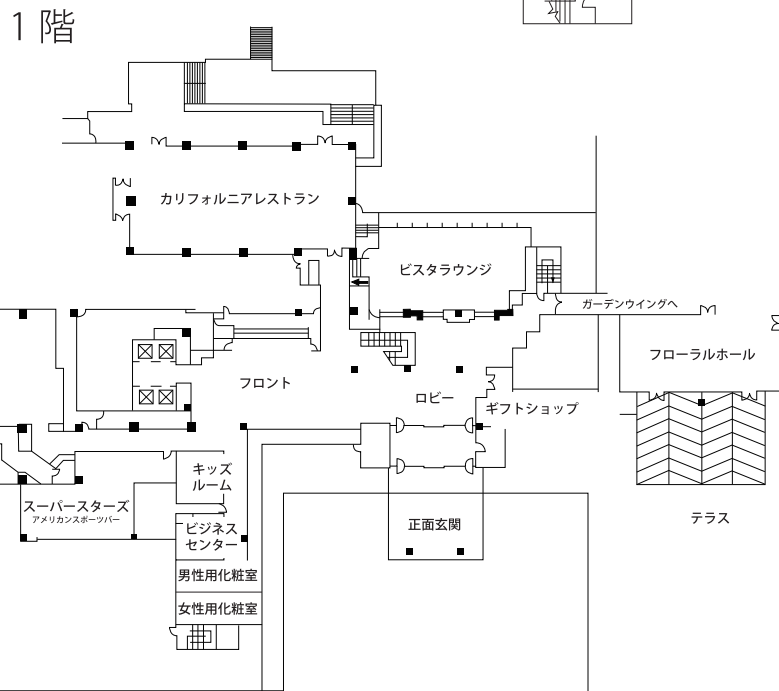 1 階
カリフォルニアレストラン
ビスタラウンジ
ガーデンウイングへ
フローラルホール
フロント
ロビー
ギフトショップ
キッズ
ルーム
スーパースターズ
アメリカンスポーツバー
正面玄関
テラス
ビジネス
センター
男性用化粧室
女性用化粧室